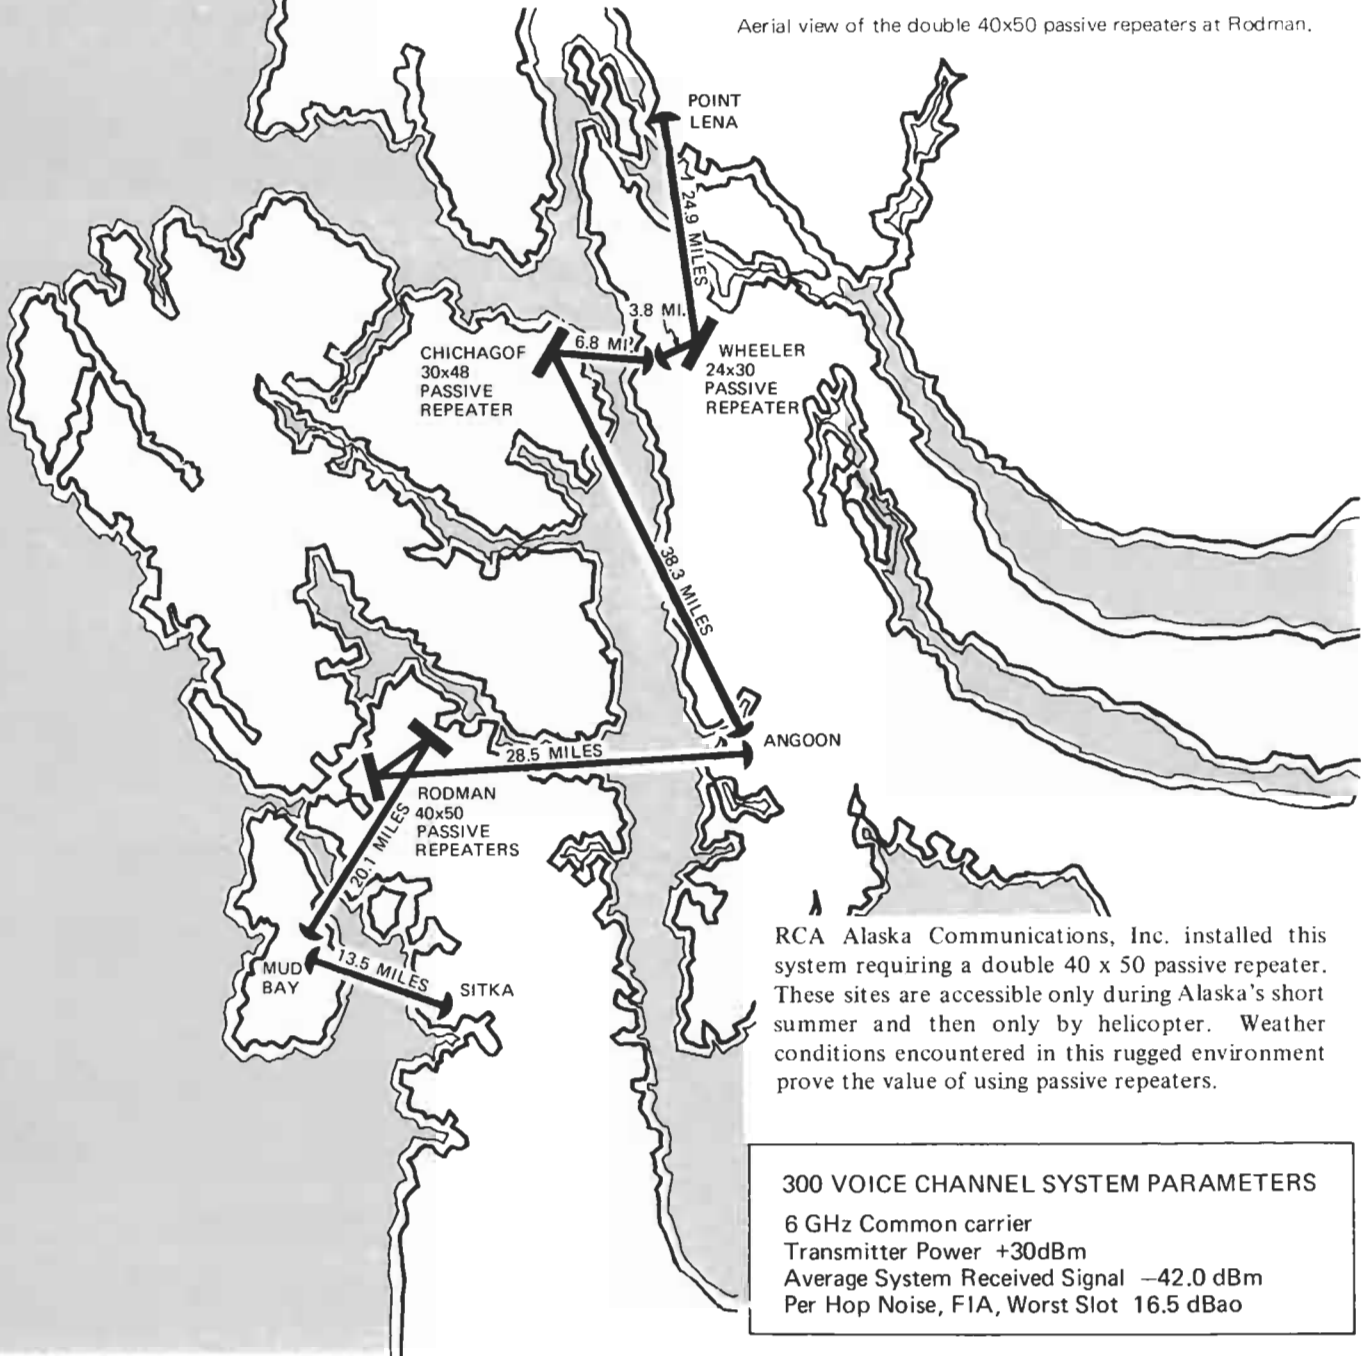 Aerial view of the double 40x50 passive repeaters at Rodman.
POINT
LENA
24.9 MILES
3.8 MI.
6.8 MI.
CHICHAGOF
30x48
PASSIVE
REPEATER
WHEELER
24x30
PASSIVE
REPEATER
38.3 MILES
ANGOON
28.5 MILES
RODMAN
40x50
PASSIVE
REPEATERS
20.1 MILES
MUD
BAY
13.5 MILES
SITKA
RCA Alaska Communications, Inc. installed this
system requiring a double 40 x 50 passive repeater.
These sites are accessible only during Alaska's short
summer and then only by helicopter. Weather
conditions encountered in this rugged environment
prove the value of using passive repeaters.
300 VOICE CHANNEL SYSTEM PARAMETERS
6 GHz Common carrier
Transmitter Power +30dBm
Average System Received Signal −42.0 dBm
Per Hop Noise, F1A, Worst Slot 16.5 dBao